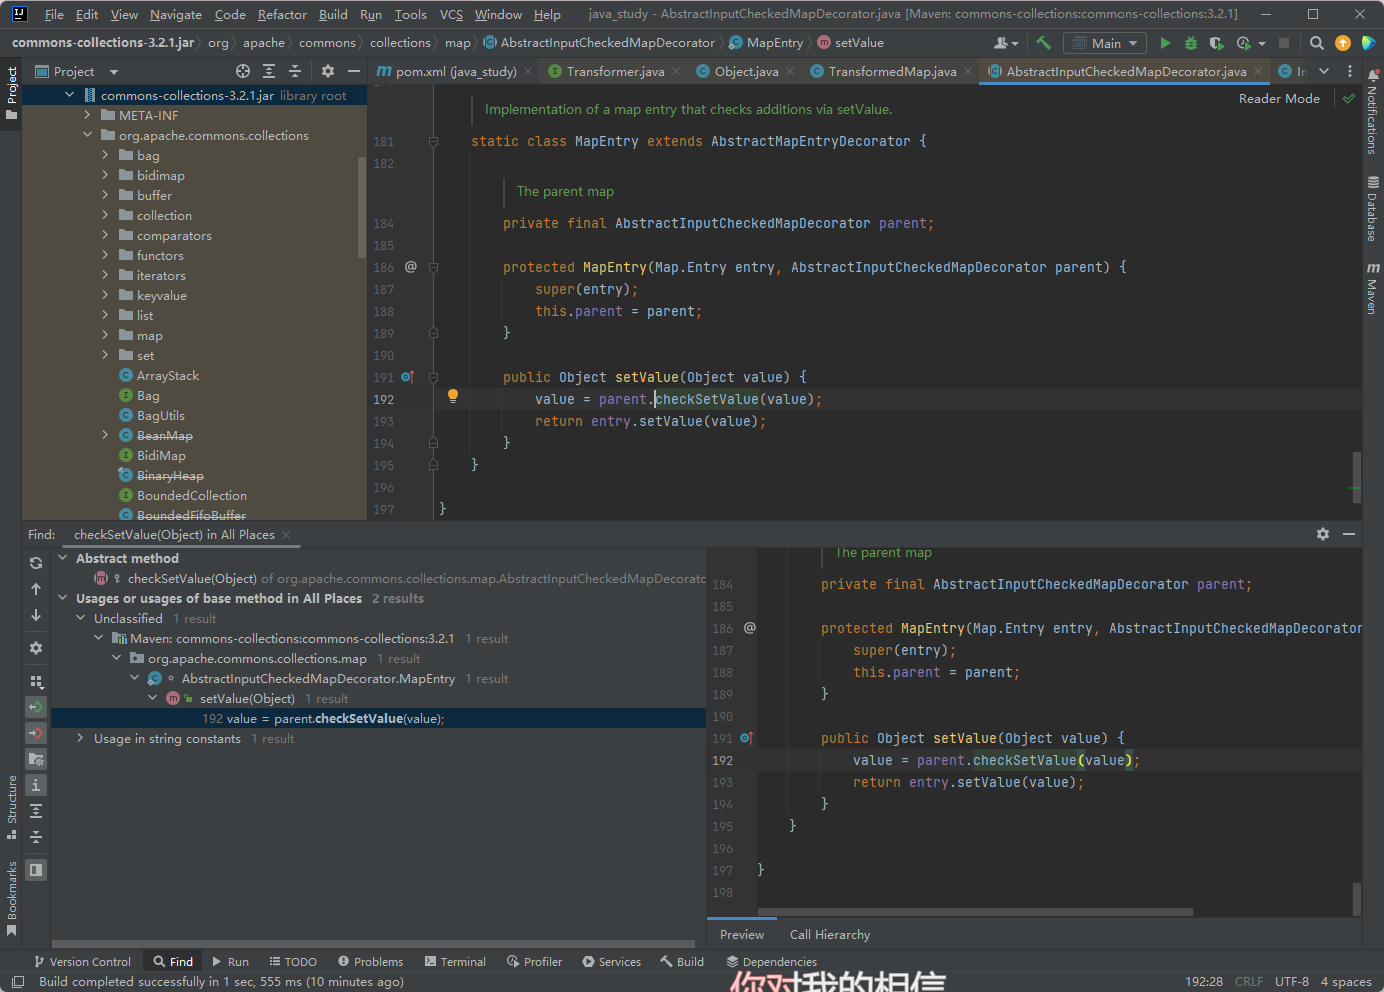 File Edit View Navigate Code Refactor Build Run Tools VCS Window Help java_study - AbstractInputCheckedMapDecorator.java [Maven: commons-collections:commons-collections:3.2.1]
commons-collections-3.2.1.jar org apache commons collections map AbstractInputCheckedMapDecorator MapEntry setValue Main
Project pom.xml (java_study) Transformer.java Object.java TransformedMap.java AbstractInputCheckedMapDecorator.java In
Project
commons-collections-3.2.1.jar library root
META-INF
org.apache.commons.collections
bag
bidimap
buffer
collection
comparators
functors
iterators
keyvalue
list
map
set
ArrayStack
Bag
BagUtils
BeanMap
BidiMap
BinaryHeap
BoundedCollection
BoundedFifoBuffer
Reader Mode
Implementation of a map entry that checks additions via setValue.
181 static class MapEntry extends AbstractMapEntryDecorator {
182
The parent map
184 private final AbstractInputCheckedMapDecorator parent;
185
186 @ protected MapEntry(Map.Entry entry, AbstractInputCheckedMapDecorator parent) {
187 super(entry);
188 this.parent = parent;
189 }
190
191 public Object setValue(Object value) {
192 value = parent.checkSetValue(value);
193 return entry.setValue(value);
194 }
195 }
196
197 }
Notifications
Database
Maven
Find: checkSetValue(Object) in All Places
Abstract method
checkSetValue(Object) of org.apache.commons.collections.map.AbstractInputCheckedMapDecorato
Usages or usages of base method in All Places 2 results
Unclassified 1 result
Maven: commons-collections:commons-collections:3.2.1 1 result
org.apache.commons.collections.map 1 result
AbstractInputCheckedMapDecorator.MapEntry 1 result
setValue(Object) 1 result
192 value = parent.checkSetValue(value);
Usage in string constants 1 result
The parent map
184 private final AbstractInputCheckedMapDecorator parent;
185
186 @ protected MapEntry(Map.Entry entry, AbstractInputCheckedMapDecorator
187 super(entry);
188 this.parent = parent;
189 }
190
191 public Object setValue(Object value) {
192 value = parent.checkSetValue(value);
193 return entry.setValue(value);
194 }
195 }
196
197 }
198
Preview Call Hierarchy
Structure
Bookmarks
Version Control Find Run TODO Problems Terminal Profiler Services Build Dependencies
Build completed successfully in 1 sec, 555 ms (10 minutes ago) 192:28 CRLF UTF-8 4 spaces
你对我的相信